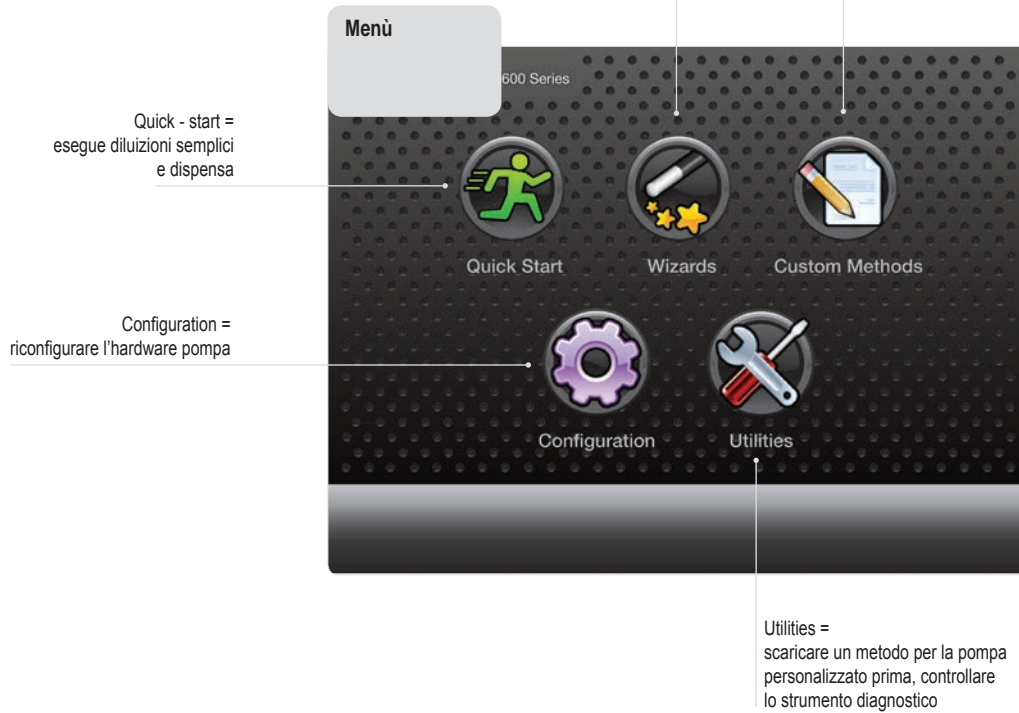 Menù
600 Series
Quick - start =
esegue diluizioni semplici
e dispensa
Quick Start
Wizards
Custom Methods
Configuration =
riconfigurare l'hardware pompa
Configuration
Utilities
Utilities =
scaricare un metodo per la pompa
personalizzato prima, controllare
lo strumento diagnostico